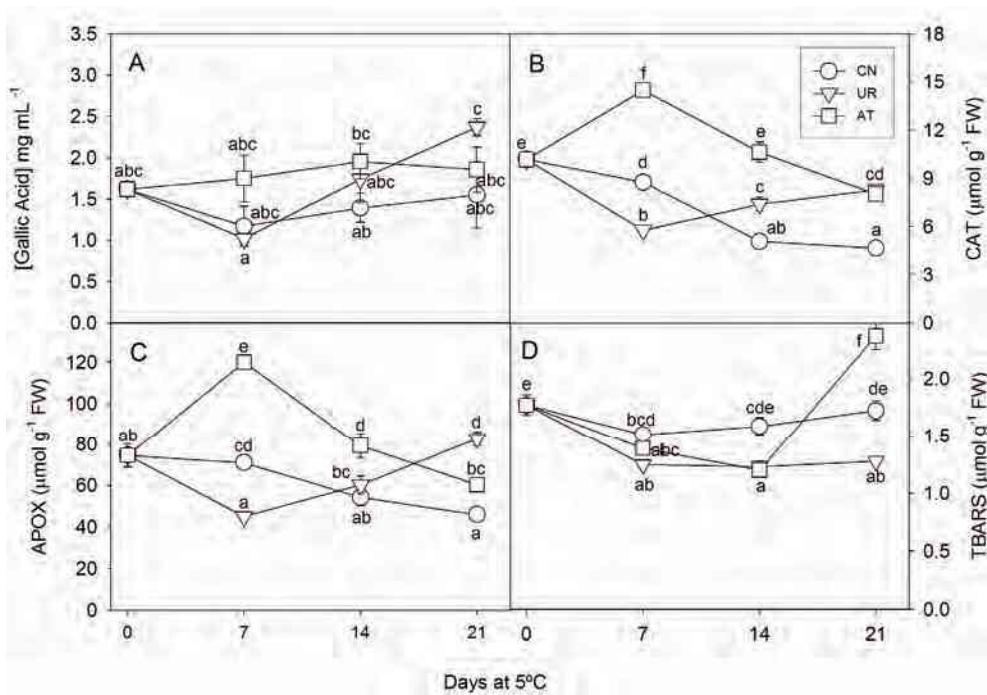 3.5
3.0
2.5
2.0
1.5
1.0
0.5
0.0
[Gallic Acid] mg mL⁻¹
A
abc
abc
abc
a
bc
abc
ab
c
abc
abc
B
CN
UR
AT
e
f
d
b
e
c
ab
cd
a
18
15
12
9
6
3
0
CAT (µmol g⁻¹ FW)
C
120
100
80
60
40
20
0
APOX (µmol g⁻¹ FW)
ab
e
cd
a
d
bc
ab
d
bc
a
D
e
bcd
ab
cde
a
f
de
ab
2.0
1.5
1.0
0.5
0.0
TBARS (µmol g⁻¹ FW)
0 7 14 21
0 7 14 21
Days at 5ºC